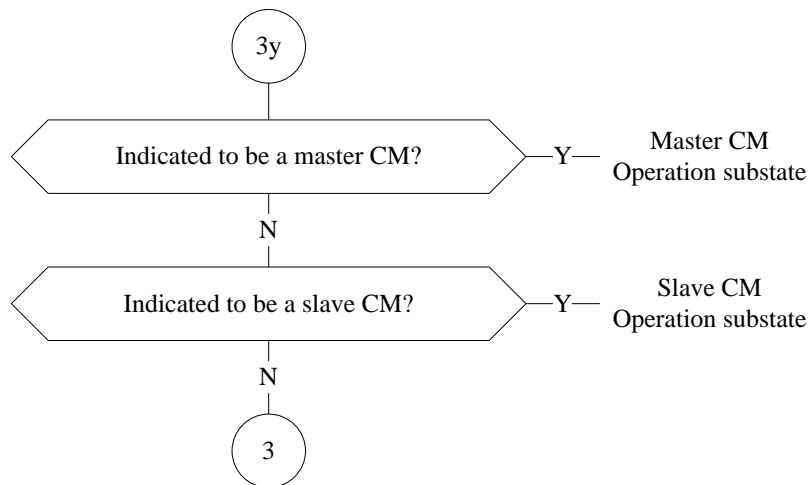 3y
Indicated to be a master CM?
Y
Master CM
Operation substate
N
Indicated to be a slave CM?
Y
Slave CM
Operation substate
N
3